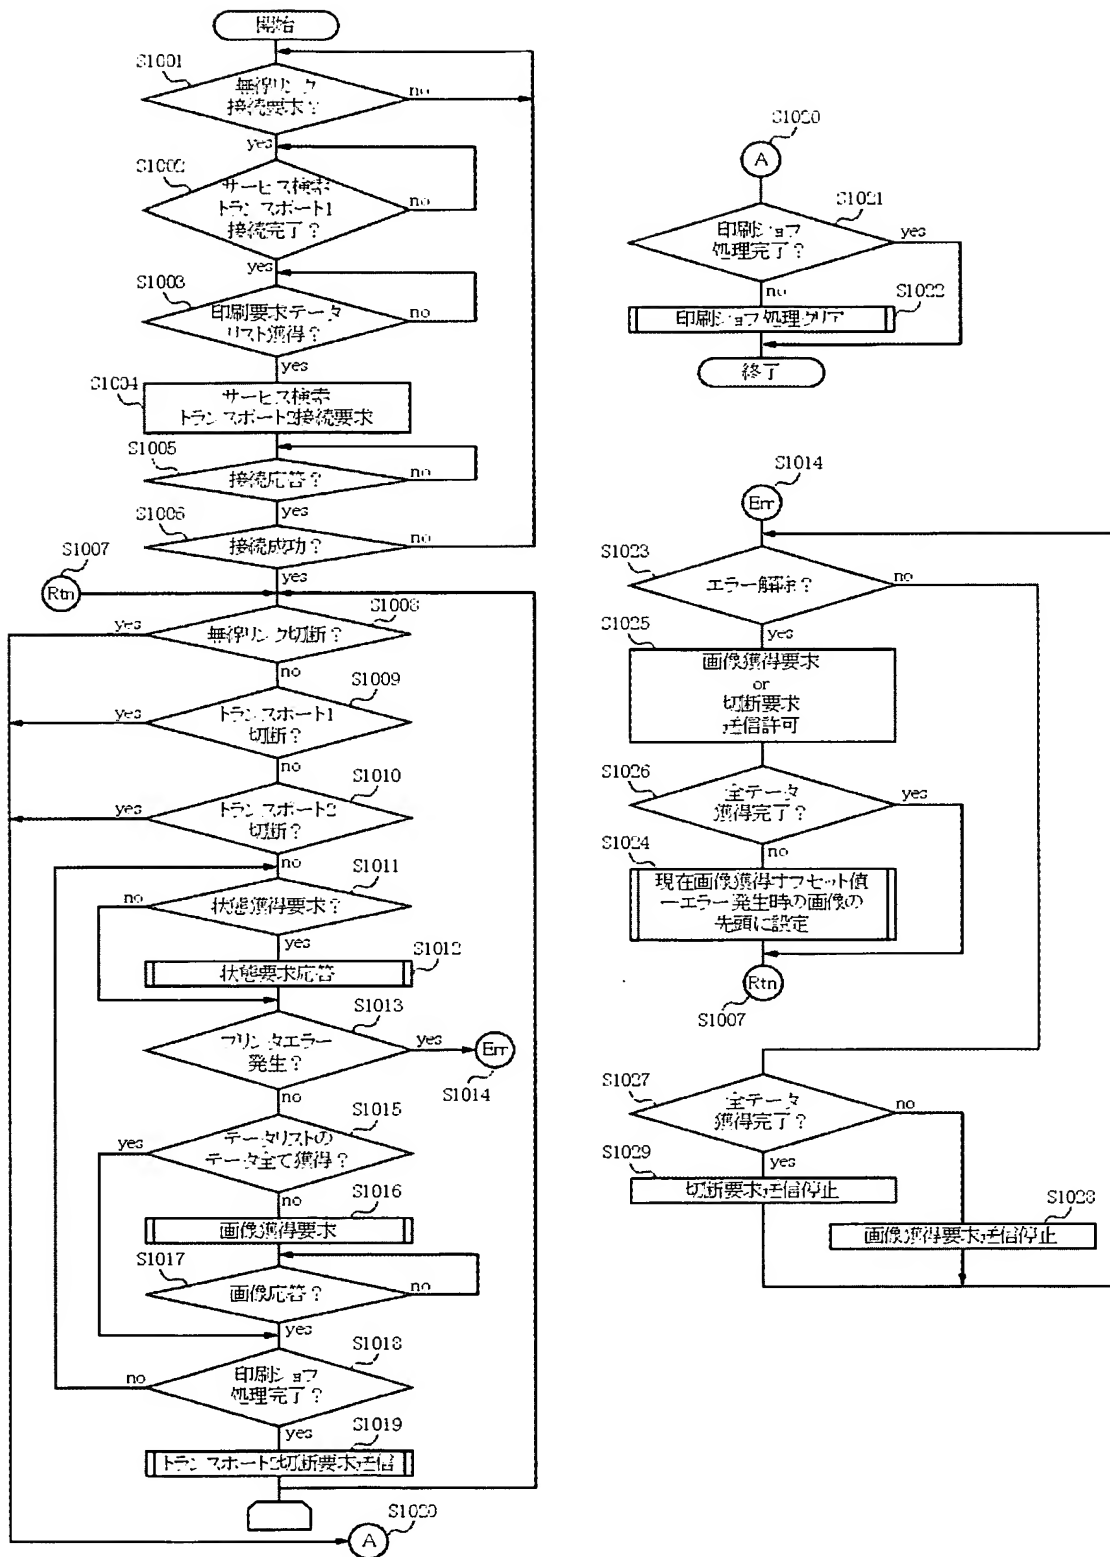 開始
S1001
無線リンク
接続要求？
no
yes
S1002
サービス検索
トランスポート1
接続完了？
no
yes
S1003
印刷要求データ
リスト獲得？
no
yes
S1004
サービス検索
トランスポート2接続要求
S1005
接続応答？
no
yes
S1006
接続成功？
no
yes
S1007
Rtn
S1008
無線リンク切断？
yes
no
S1009
トランスポート1
切断？
yes
no
S1010
トランスポート2
切断？
yes
no
S1011
状態獲得要求？
no
yes
S1012
状態要求応答
S1013
プリンタエラー
発生？
yes
Err
S1014
no
S1015
データリストの
データ全て獲得？
yes
no
S1016
画像獲得要求
S1017
画像応答？
no
yes
S1018
印刷ジョブ
処理完了？
no
yes
S1019
トランスポート2切断要求送信
S1020
A
S1020
A
S1021
印刷ジョブ
処理完了？
yes
no
S1022
印刷ジョブ処理クリア
終了
S1014
Err
S1023
エラー解除？
no
yes
S1025
画像獲得要求
or
切断要求
送信許可
S1026
全データ
獲得完了？
yes
no
S1024
現在画像獲得オフセット値
－エラー発生時の画像の
先頭に設定
Rtn
S1007
S1027
全データ
獲得完了？
no
yes
S1029
切断要求送信停止
S1028
画像獲得要求送信停止